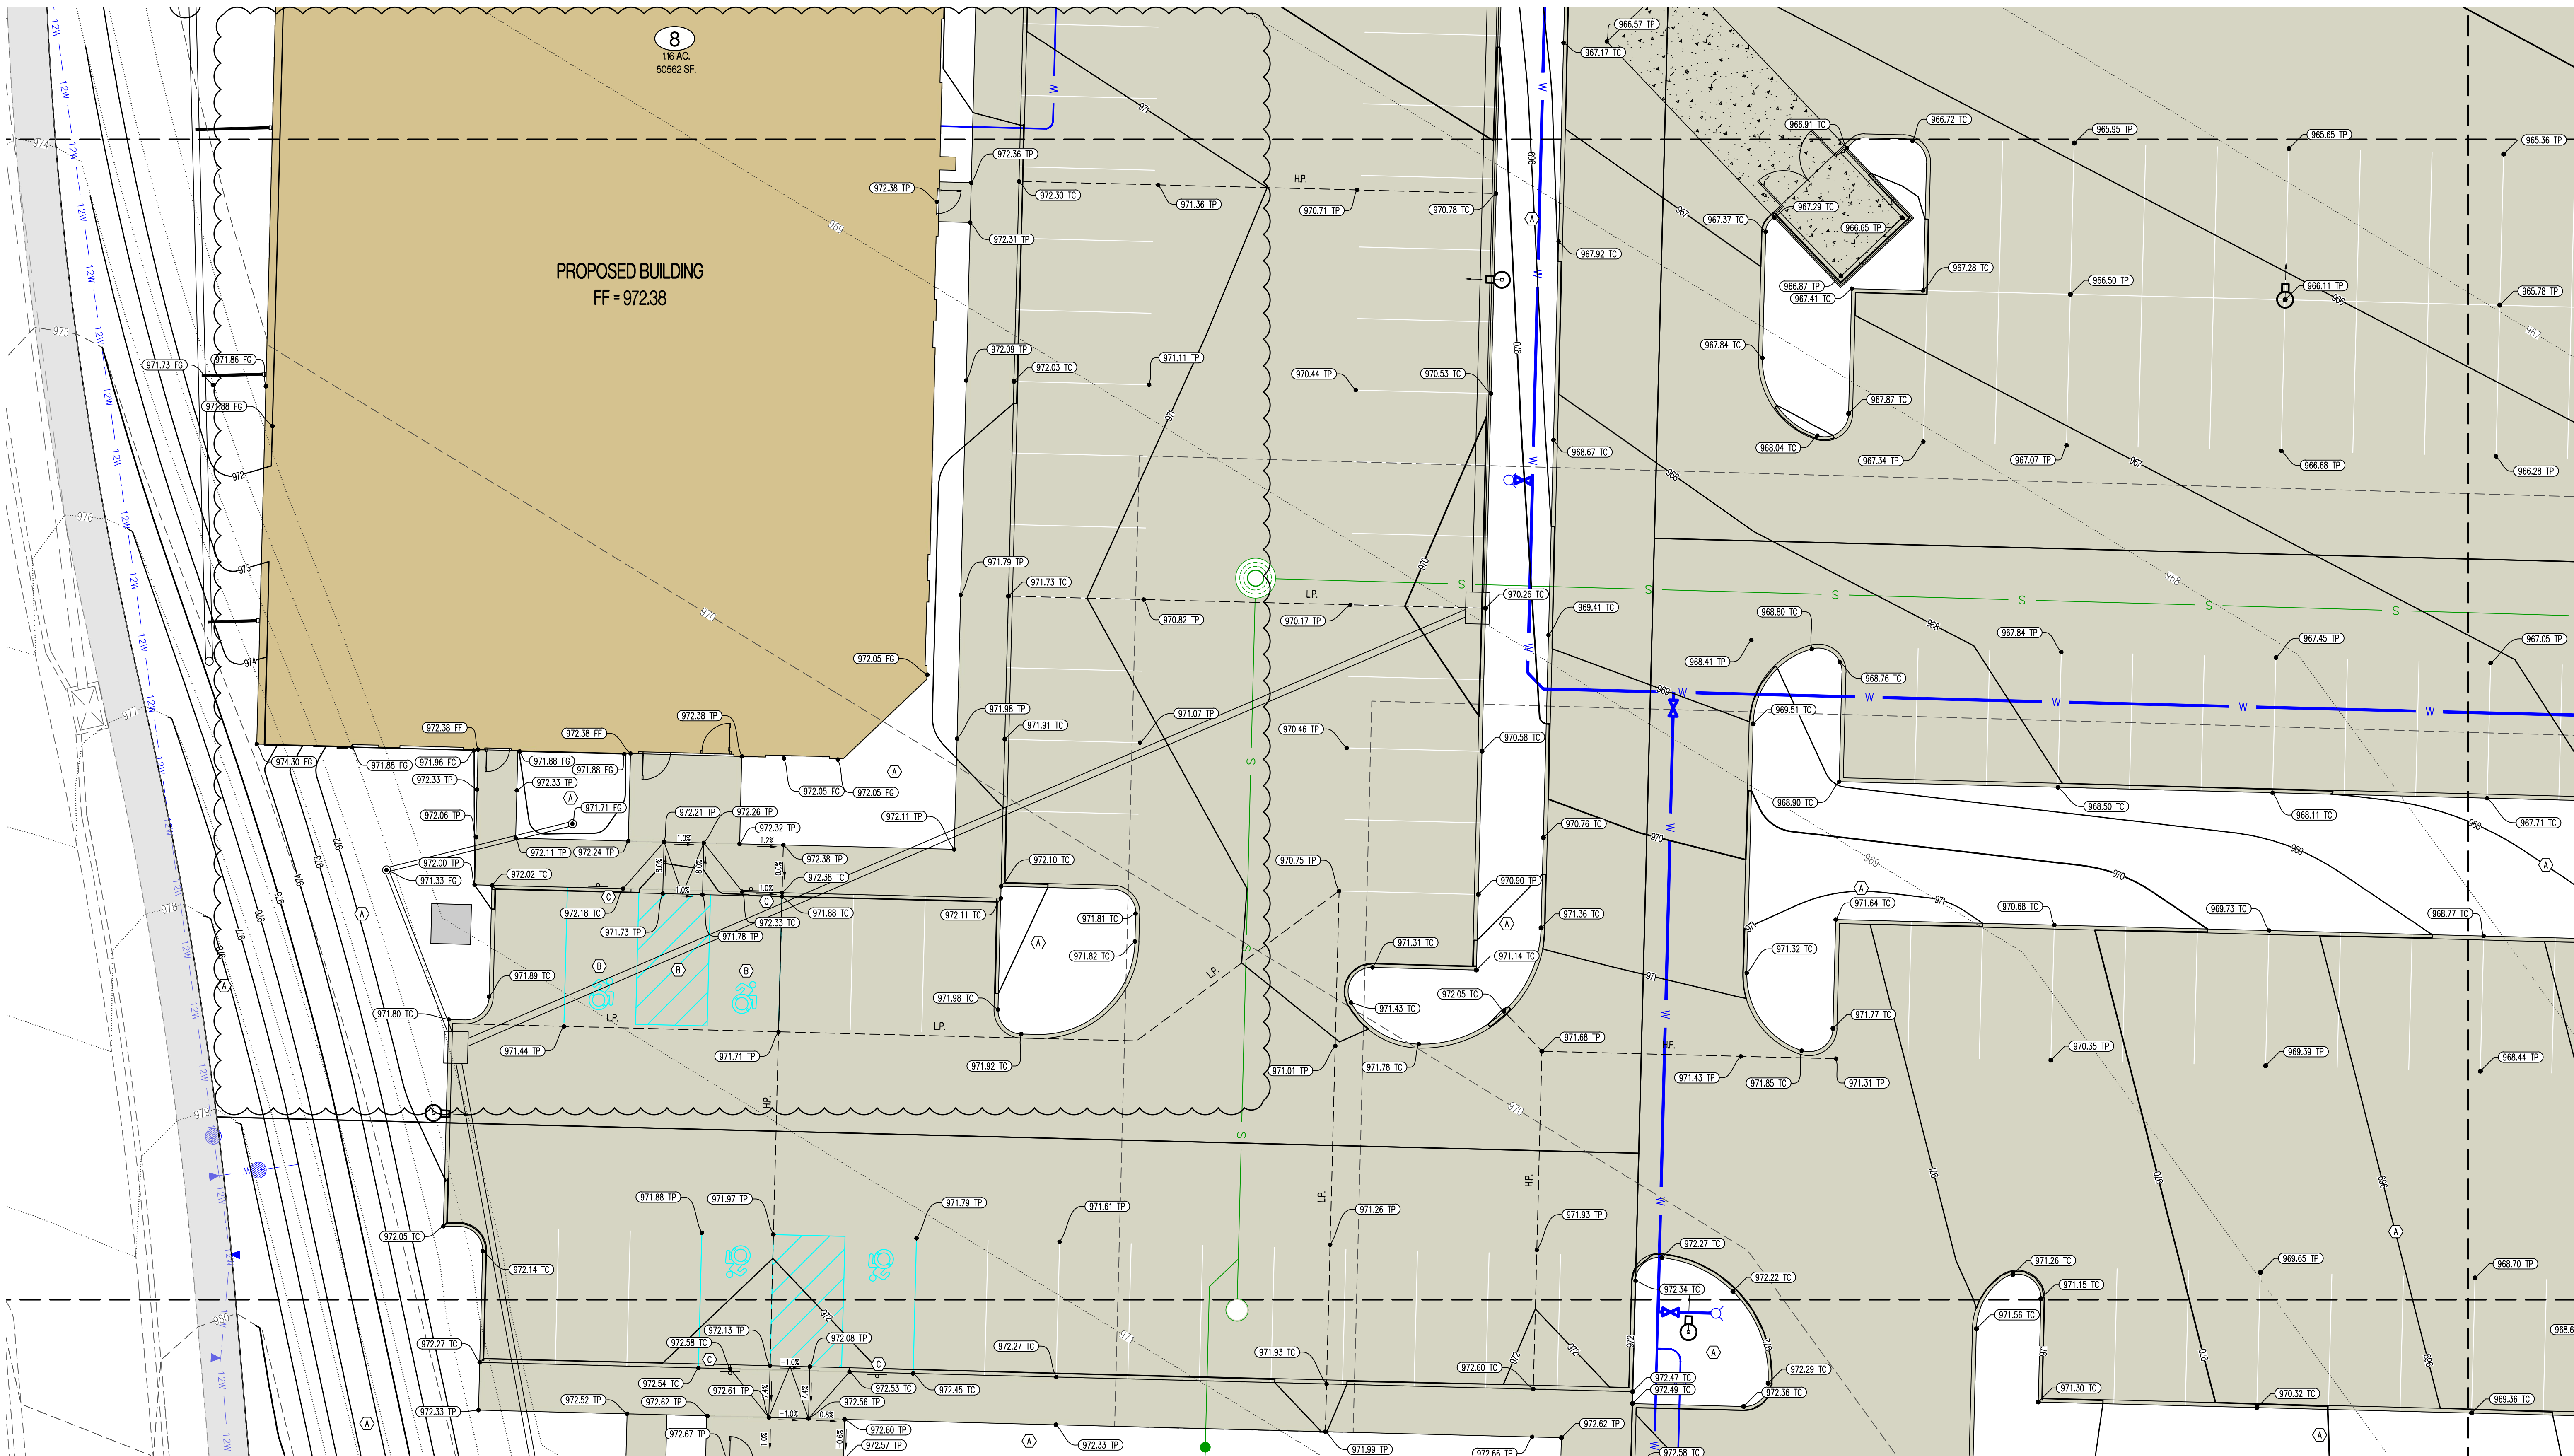 8
1.16 AC.
50562 SF.
PROPOSED BUILDING
FF = 972.38
966.57 TP
967.17 TC
966.91 TC
966.72 TC
965.95 TP
965.65 TP
965.36 TP
972.36 TP
972.38 TP
972.30 TC
971.36 TP
H.P.
970.71 TP
970.78 TC
972.31 TP
967.37 TC
967.29 TC
966.65 TP
967.92 TC
967.28 TC
966.87 TP
967.41 TC
966.50 TP
966.11 TP
965.78 TP
971.73 FG
971.86 FG
971.88 FG
972.09 TP
972.03 TC
971.11 TP
970.44 TP
970.53 TC
967.84 TC
967.87 TC
968.04 TC
968.67 TC
967.34 TP
967.07 TP
966.68 TP
966.28 TP
971.79 TP
971.73 TC
970.82 TP
L.P.
970.17 TP
970.26 TC
969.41 TC
968.80 TC
968.41 TP
968.76 TC
967.84 TP
967.45 TP
967.05 TP
972.05 FG
971.98 TP
971.91 TC
971.07 TP
970.46 TP
970.58 TC
969.51 TC
972.38 FF
972.38 FF
972.38 TP
974.30 FG
971.88 FG
971.96 FG
971.88 FG
971.88 FG
972.33 TP
972.33 TP
971.71 FG
972.05 FG
972.05 FG
972.06 TP
972.21 TP
972.26 TP
972.32 TP
972.11 TP
972.11 TP
972.24 TP
1.0%
1.2%
972.38 TP
972.00 TP
971.33 FG
972.02 TC
972.38 TC
972.10 TC
970.75 TP
970.76 TC
968.90 TC
968.50 TC
968.11 TC
967.71 TC
972.18 TC
971.73 TP
971.78 TP
972.33 TC
971.88 TC
972.11 TC
971.81 TC
971.82 TC
970.90 TP
971.36 TC
971.64 TC
970.68 TC
969.73 TC
968.77 TC
971.89 TC
971.80 TC
971.98 TC
971.31 TC
971.14 TC
971.43 TC
972.05 TC
971.32 TC
971.77 TC
L.P.
L.P.
L.P.
971.44 TP
971.71 TP
971.92 TC
971.01 TP
971.78 TC
971.68 TP
H.P.
971.43 TP
971.85 TC
971.31 TP
970.35 TP
969.39 TP
968.44 TP
H.P.
971.88 TP
971.97 TP
971.79 TP
971.61 TP
L.P.
971.26 TP
H.P.
971.93 TP
972.05 TC
972.14 TC
972.27 TC
972.34 TC
972.22 TC
971.26 TC
971.15 TC
971.56 TC
969.65 TP
968.70 TP
972.27 TC
972.13 TP
972.58 TC
972.08 TP
972.27 TC
971.93 TC
972.60 TC
972.54 TC
972.61 TP
972.53 TC
972.45 TC
972.47 TC
972.49 TC
972.29 TC
972.36 TC
971.30 TC
970.32 TC
969.36 TC
972.33 TP
972.52 TP
972.62 TP
-1.0%
-1.0%
0.8%
972.56 TP
972.60 TP
972.57 TP
972.67 TP
972.33 TP
971.99 TP
972.66 TP
972.62 TP
972.58 TC